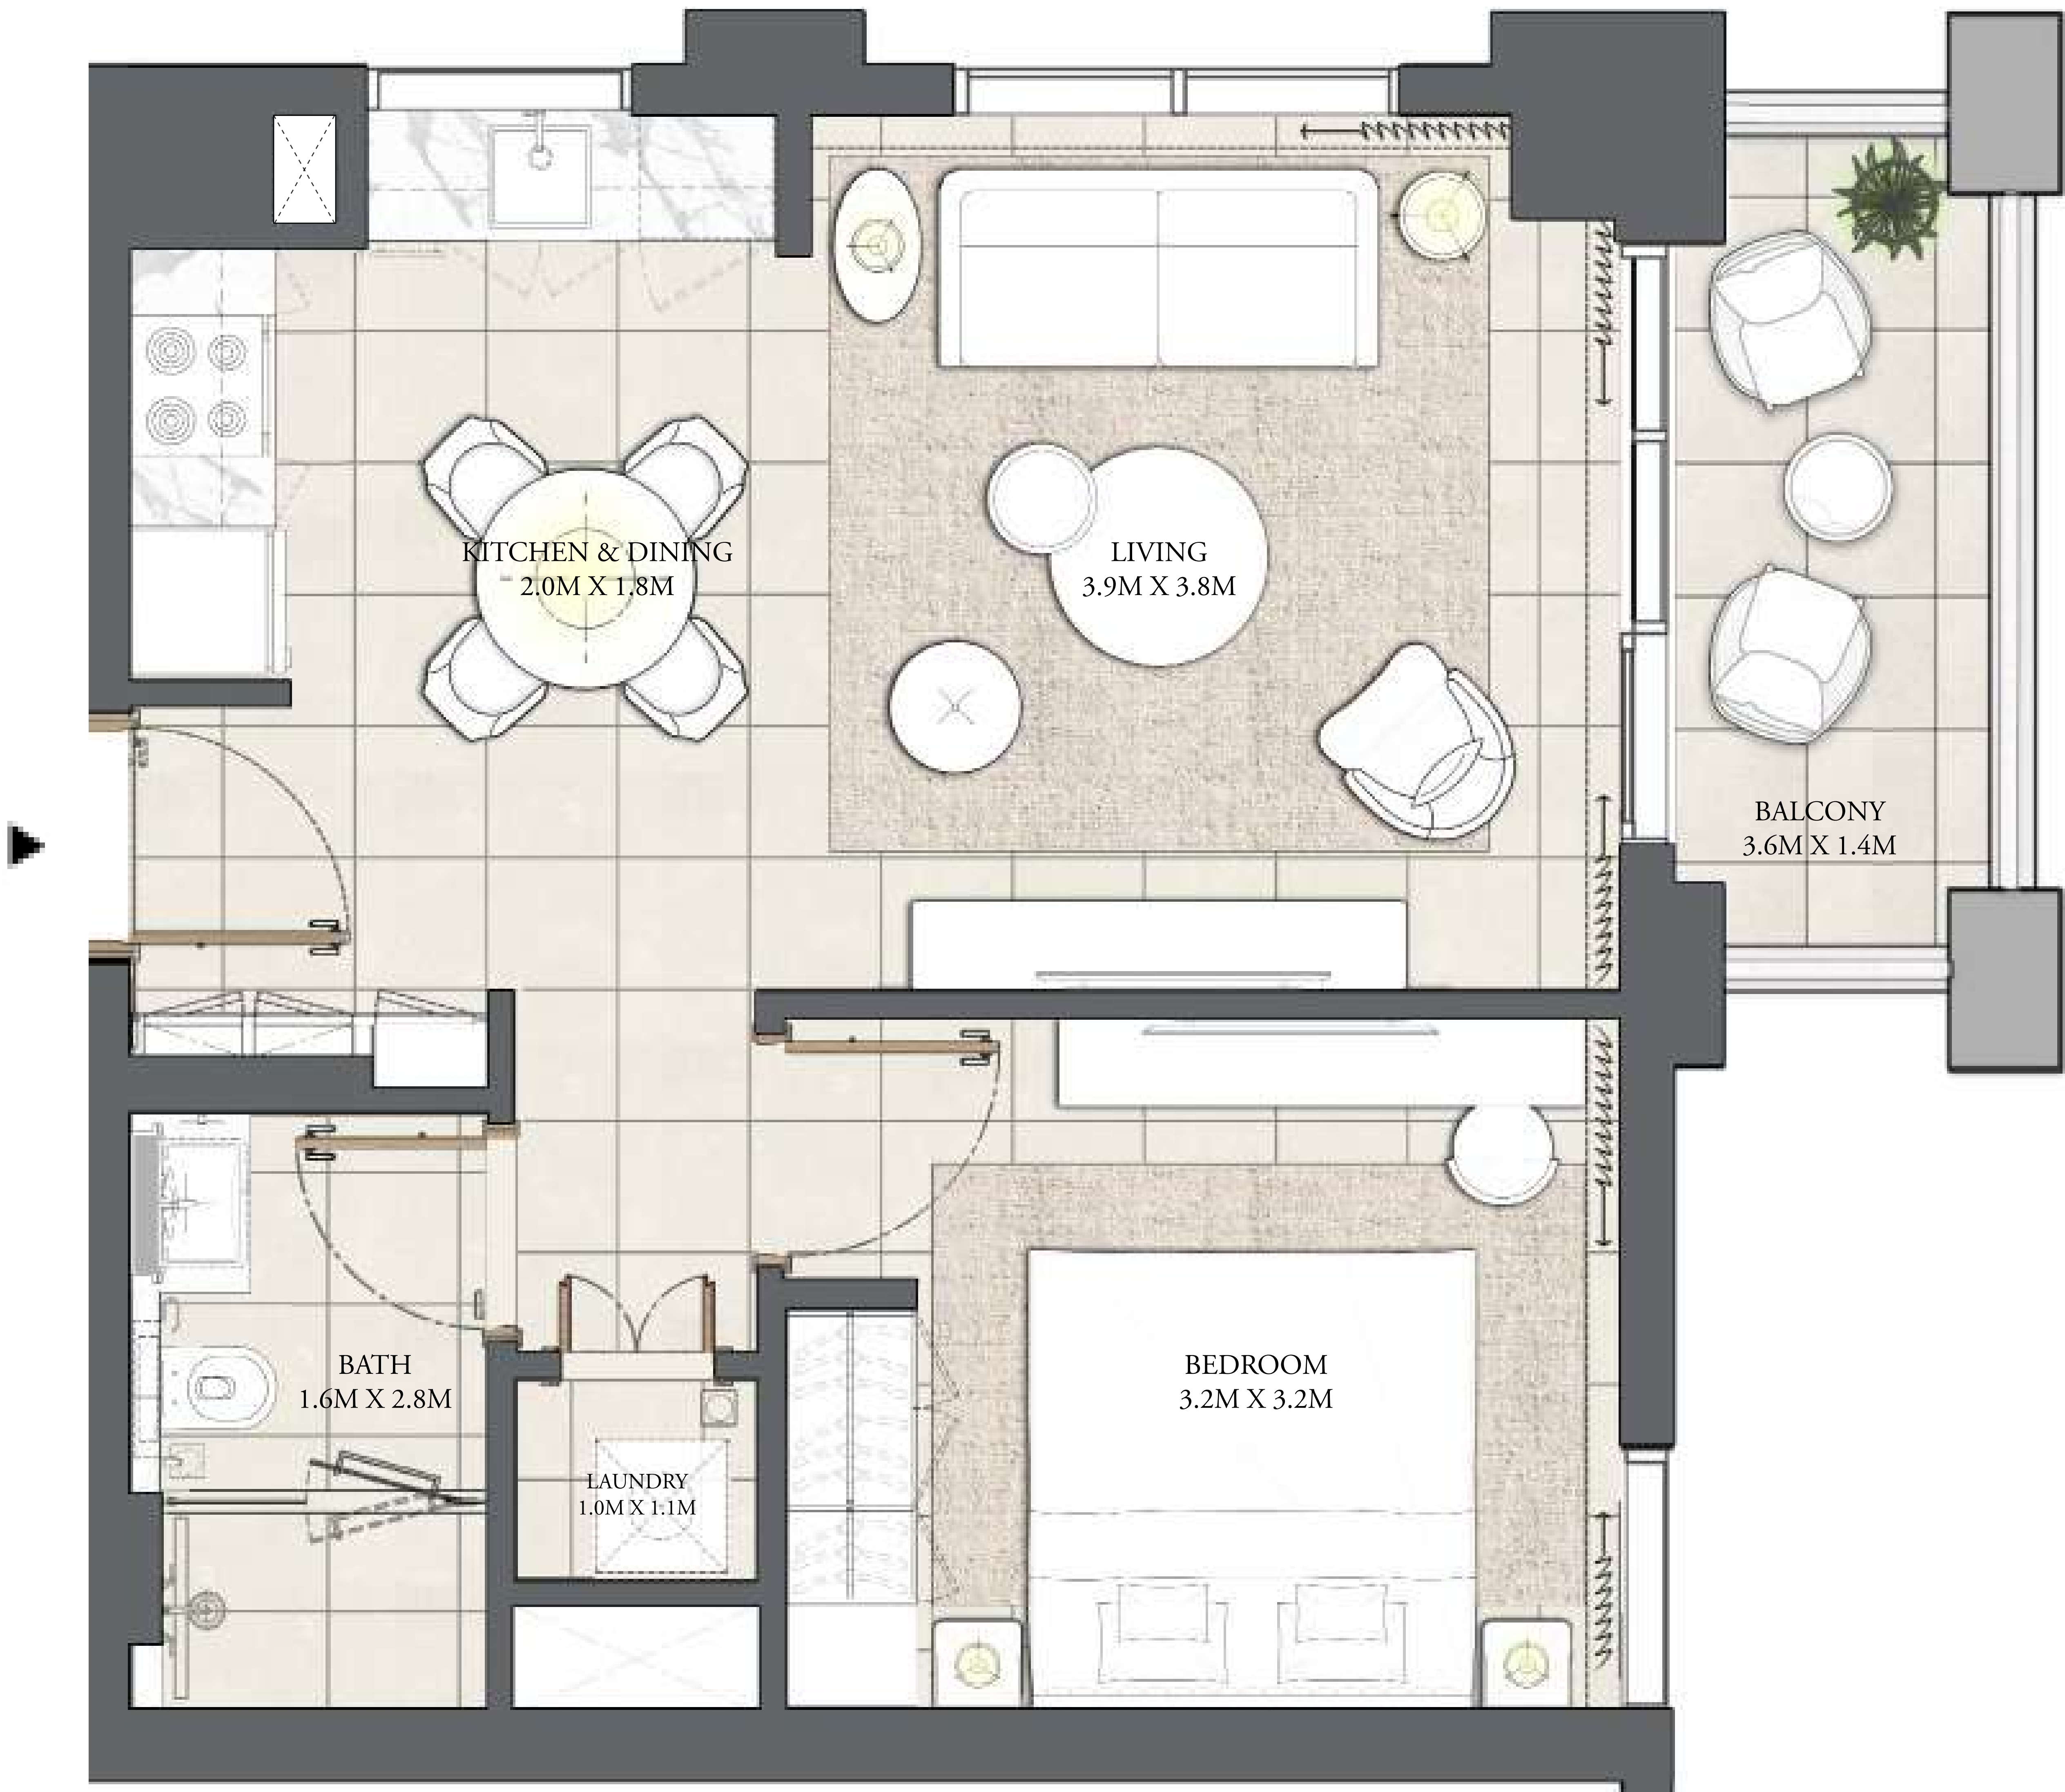 KITCHEN & DINING
2.0M X 1.8M
LIVING
3.9M X 3.8M
BALCONY
3.6M X 1.4M
BATH
1.6M X 2.8M
BEDROOM
3.2M X 3.2M
LAUNDRY
1.0M X 1.1M